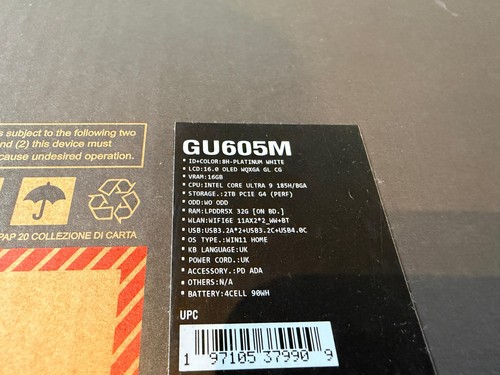 s subject to the following two
nd (2) this device must
cause undesired operation.
PAP 20 COLLEZIONE DI CARTA
GU605M
ID+COLOR:8H-PLATINUM WHITE
LCD:16.0 OLED WQXGA GL CG
VRAM:16GB
CPU:INTEL CORE ULTRA 9 185H/BGA
STORAGE.:2TB PCIE G4 (PERF)
ODD:WO ODD
RAM:LPDDR5X 32G [ON BD.]
WLAN:WIFI6E 11AX2*2_WW+BT
USB:USB3.2A*2+USB3.2C+USB4.0C
OS TYPE.:WIN11 HOME
KB LANGUAGE:UK
POWER CORD.:UK
ACCESSORY.:PD ADA
OTHERS:N/A
BATTERY:4CELL 90WH
UPC
1 97105 37990 9